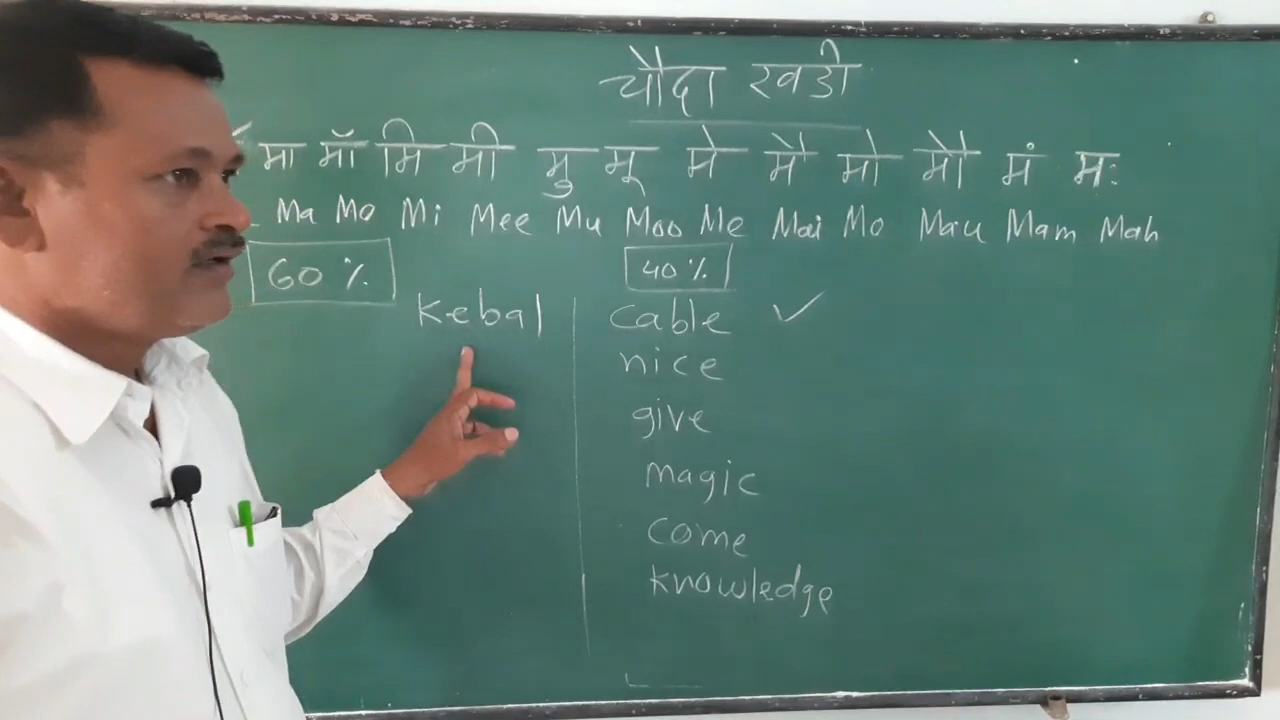 चौदा खडी
मा मॉ मि मी मु मू मे मै मो मौ मं मः
Ma Mo Mi Mee Mu Moo Me Mai Mo Mau Mam Mah
60 % 40 %
Kebal cable
nice
give
magic
come
knowledge